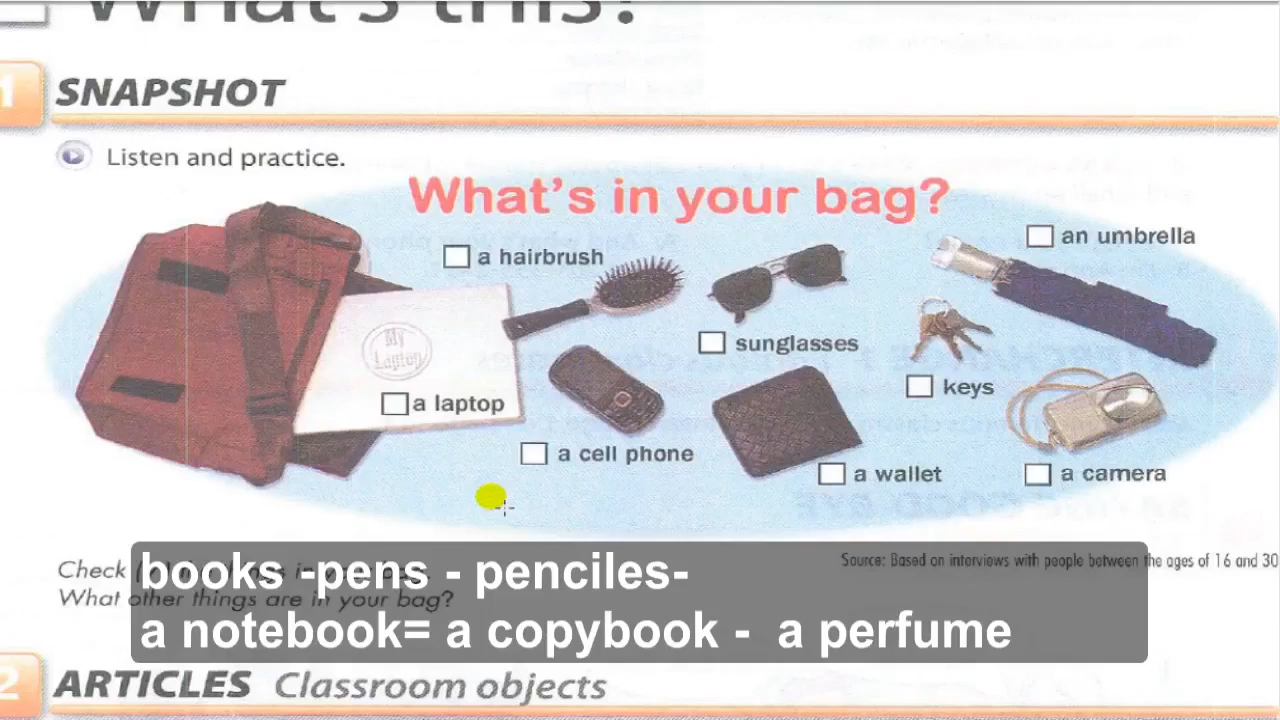 What's this?
1 SNAPSHOT
Listen and practice.
What's in your bag?
a hairbrush
an umbrella
My
Laptop
sunglasses
keys
a laptop
a cell phone
a wallet
a camera
Source: Based on interviews with people between the ages of 16 and 30
Check
What other things are in your bag?
books -pens - penciles-
a notebook= a copybook - a perfume
2 ARTICLES Classroom objects